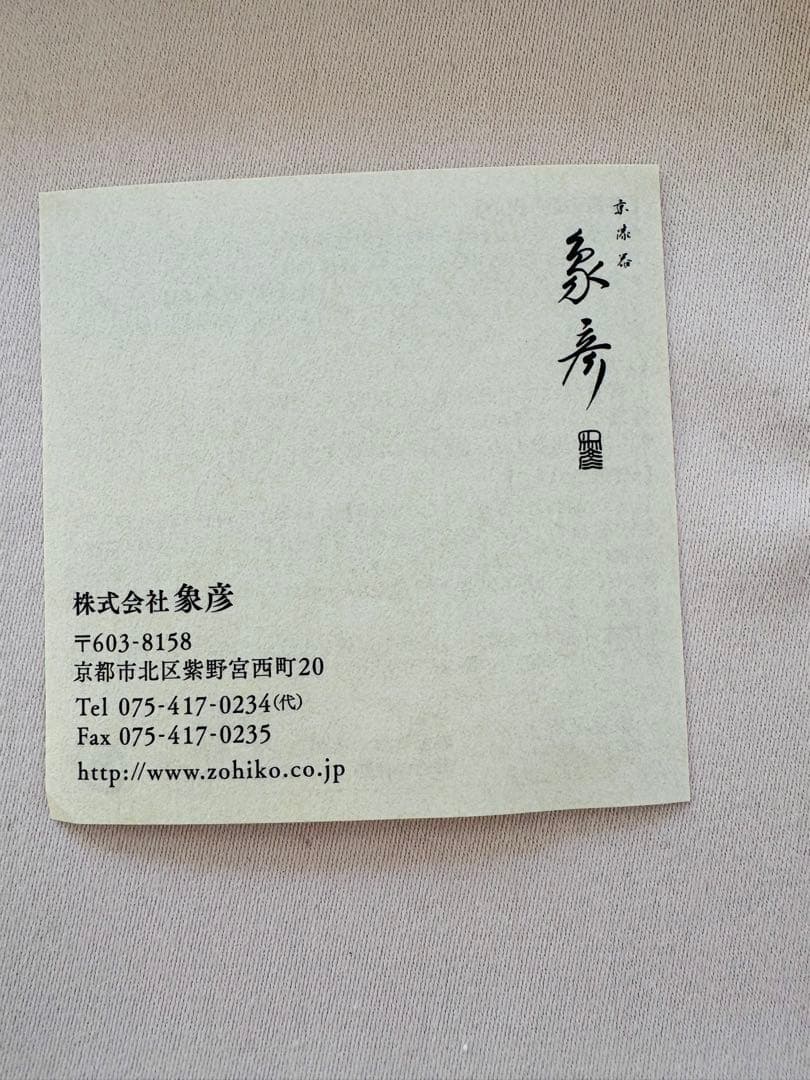 京漆器
象彦
株式会社 象彦
〒603-8158
京都市北区紫野宮西町20
Tel 075-417-0234(代)
Fax 075-417-0235
http://www.zohiko.co.jp